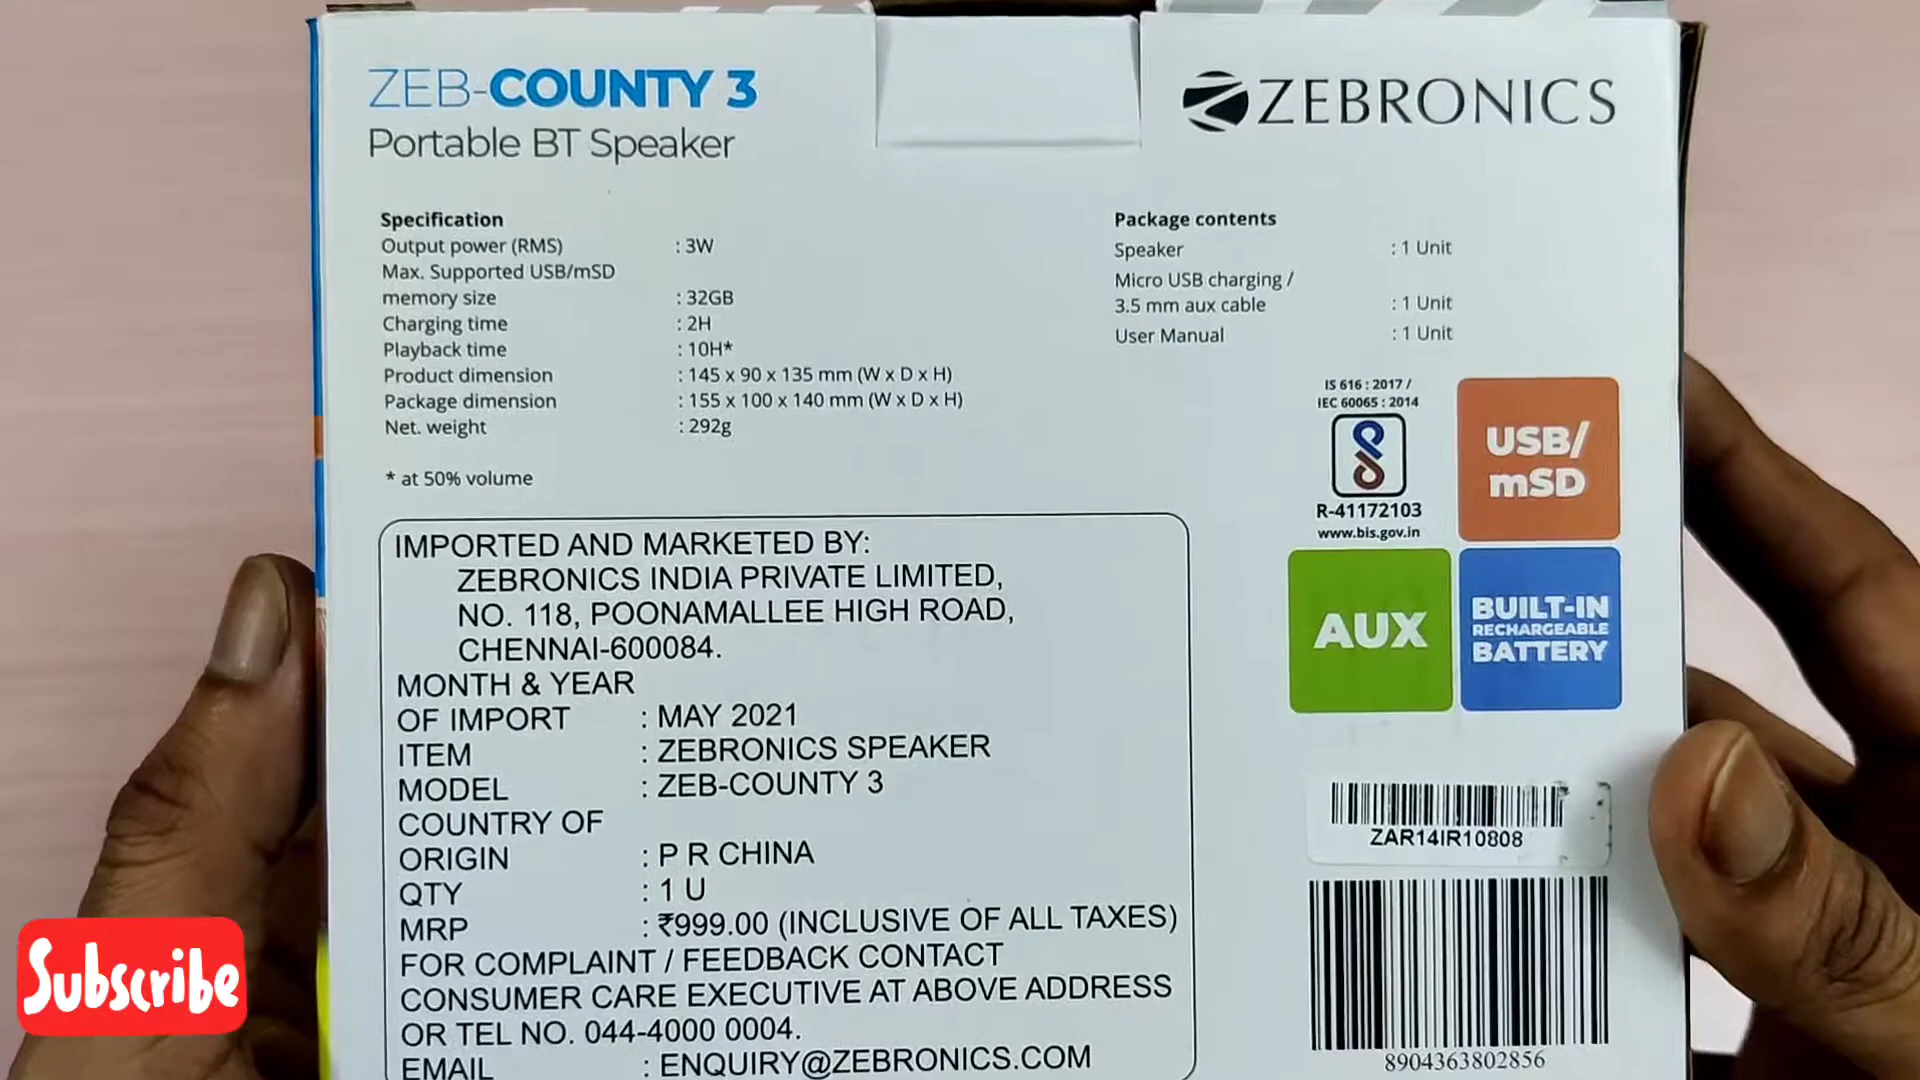 ZEB-COUNTY 3
Portable BT Speaker
ZEBRONICS
Specification
Output power (RMS) : 3W
Max. Supported USB/mSD
memory size : 32GB
Charging time : 2H
Playback time : 10H*
Product dimension : 145 x 90 x 135 mm (W x D x H)
Package dimension : 155 x 100 x 140 mm (W x D x H)
Net. weight : 292g
* at 50% volume
Package contents
Speaker : 1 Unit
Micro USB charging /
3.5 mm aux cable : 1 Unit
User Manual : 1 Unit
IS 616 : 2017 /
IEC 60065 : 2014
R-41172103
www.bis.gov.in
USB/
mSD
AUX
BUILT-IN
RECHARGEABLE
BATTERY
IMPORTED AND MARKETED BY:
ZEBRONICS INDIA PRIVATE LIMITED,
NO. 118, POONAMALLEE HIGH ROAD,
CHENNAI-600084.
MONTH & YEAR
OF IMPORT : MAY 2021
ITEM : ZEBRONICS SPEAKER
MODEL : ZEB-COUNTY 3
COUNTRY OF
ORIGIN : P R CHINA
QTY : 1 U
MRP : ₹999.00 (INCLUSIVE OF ALL TAXES)
FOR COMPLAINT / FEEDBACK CONTACT
CONSUMER CARE EXECUTIVE AT ABOVE ADDRESS
OR TEL NO. 044-4000 0004.
EMAIL : ENQUIRY@ZEBRONICS.COM
ZAR14IR10808
8904363802856
Subscribe